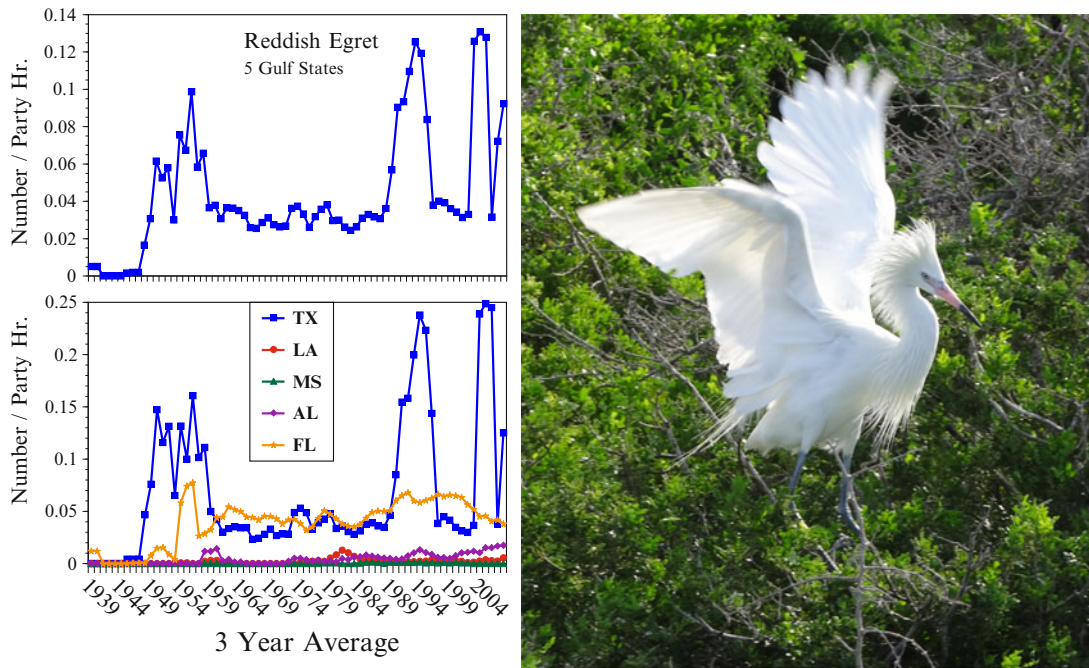 Reddish Egret
5 Gulf States
Number / Party Hr.
0.14
0.12
0.1
0.08
0.06
0.04
0.02
0
Number / Party Hr.
0.25
0.2
0.15
0.1
0.05
0
TX
LA
MS
AL
FL
1939 1944 1949 1954 1959 1964 1969 1974 1979 1984 1989 1994 1999 2004
3 Year Average